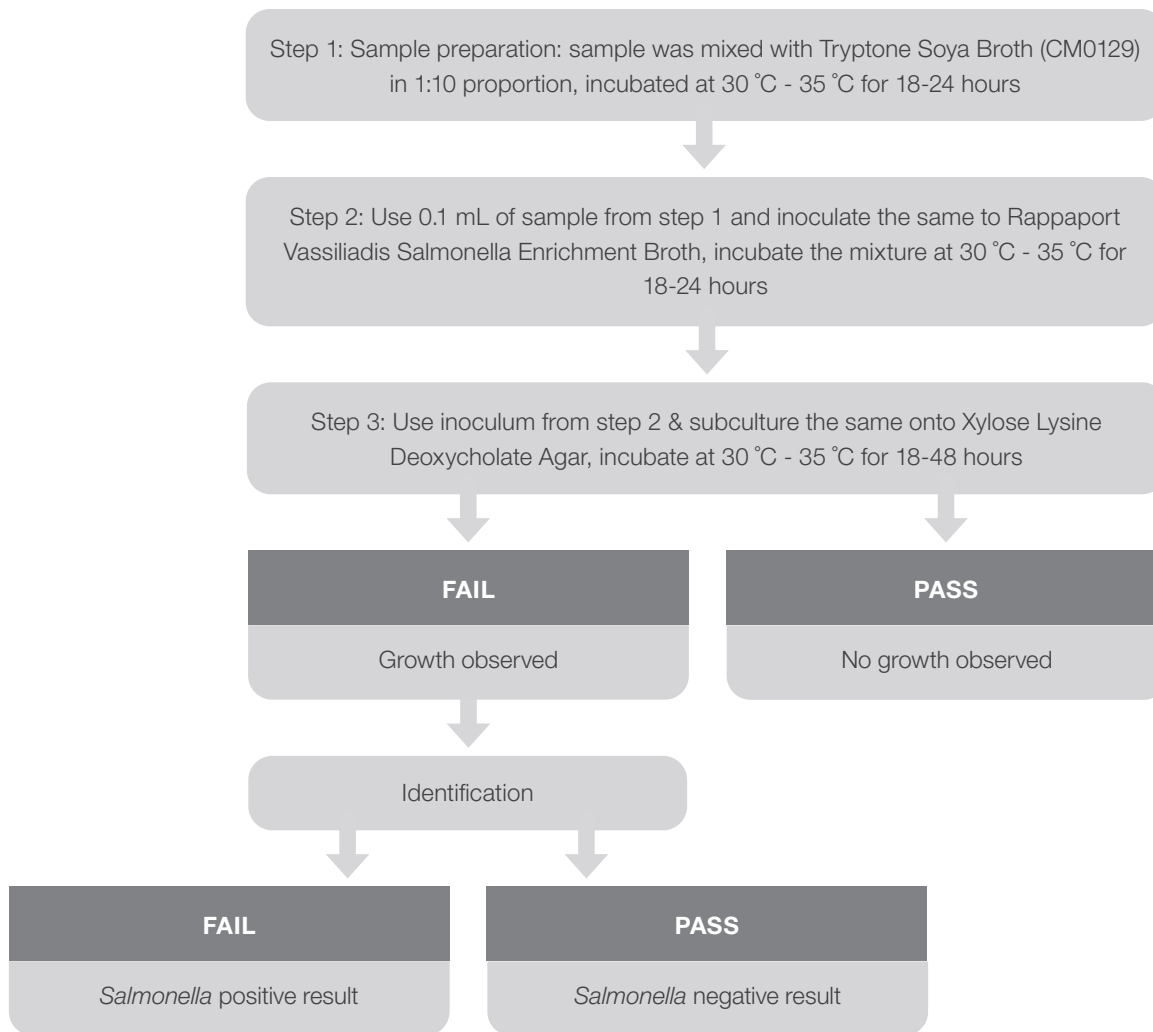 Step 1: Sample preparation: sample was mixed with Tryptone Soya Broth (CM0129)
in 1:10 proportion, incubated at 30 ˚C - 35 ˚C for 18-24 hours
Step 2: Use 0.1 mL of sample from step 1 and inoculate the same to Rappaport
Vassiliadis Salmonella Enrichment Broth, incubate the mixture at 30 ˚C - 35 ˚C for
18-24 hours
Step 3: Use inoculum from step 2 & subculture the same onto Xylose Lysine
Deoxycholate Agar, incubate at 30 ˚C - 35 ˚C for 18-48 hours
FAIL
Growth observed
PASS
No growth observed
Identification
FAIL
Salmonella positive result
PASS
Salmonella negative result